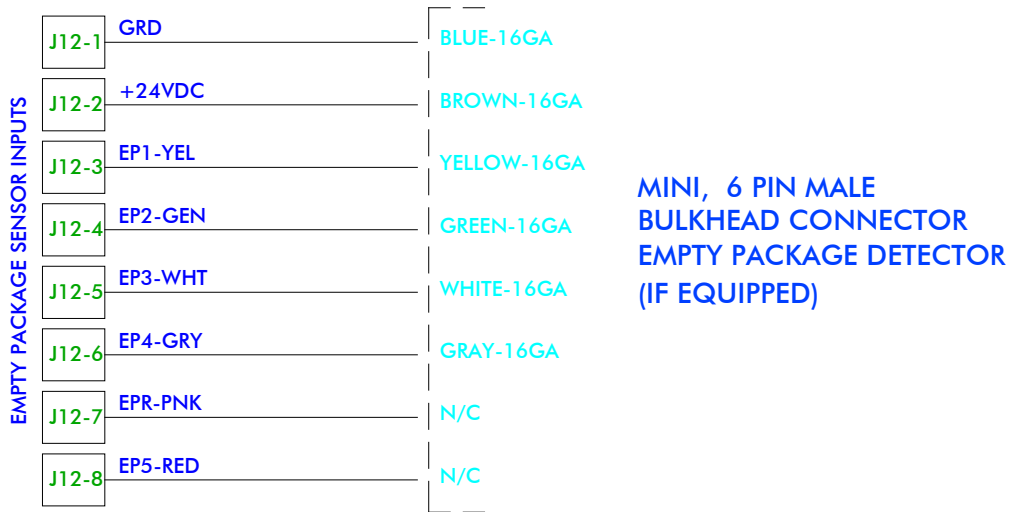 EMPTY PACKAGE SENSOR INPUTS
J12-1 GRD BLUE-16GA
J12-2 +24VDC BROWN-16GA
J12-3 EP1-YEL YELLOW-16GA
J12-4 EP2-GEN GREEN-16GA
J12-5 EP3-WHT WHITE-16GA
J12-6 EP4-GRY GRAY-16GA
J12-7 EPR-PNK N/C
J12-8 EP5-RED N/C
MINI, 6 PIN MALE
BULKHEAD CONNECTOR
EMPTY PACKAGE DETECTOR
(IF EQUIPPED)